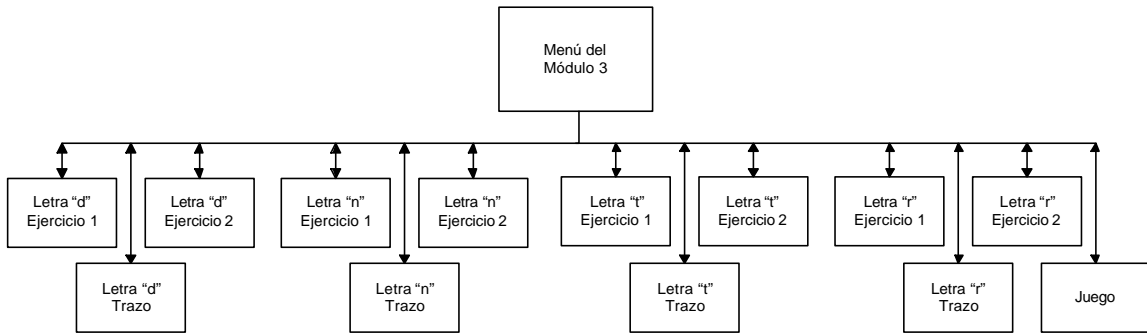 Menú del
Módulo 3
Letra “d”
Ejercicio 1
Letra “d”
Ejercicio 2
Letra “n”
Ejercicio 1
Letra “n”
Ejercicio 2
Letra “t”
Ejercicio 1
Letra “t”
Ejercicio 2
Letra “r”
Ejercicio 1
Letra “r”
Ejercicio 2
Letra “d”
Trazo
Letra “n”
Trazo
Letra “t”
Trazo
Letra “r”
Trazo
Juego